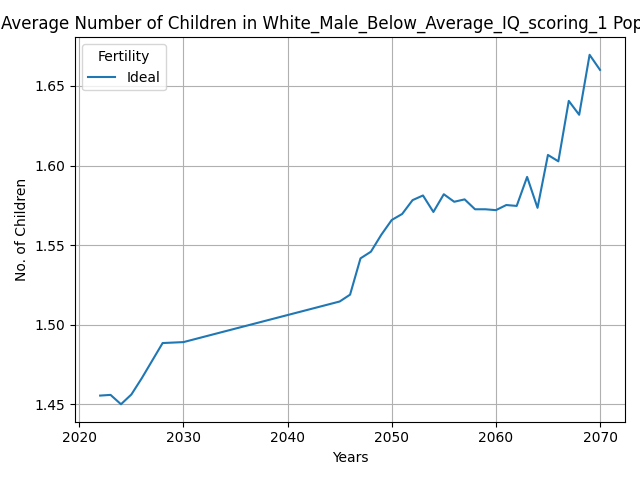 Average Number of Children in White_Male_Below_Average_IQ_scoring_1 Pop
Fertility
Ideal
No. of Children
1.65
1.60
1.55
1.50
1.45
2020 2030 2040 2050 2060 2070
Years